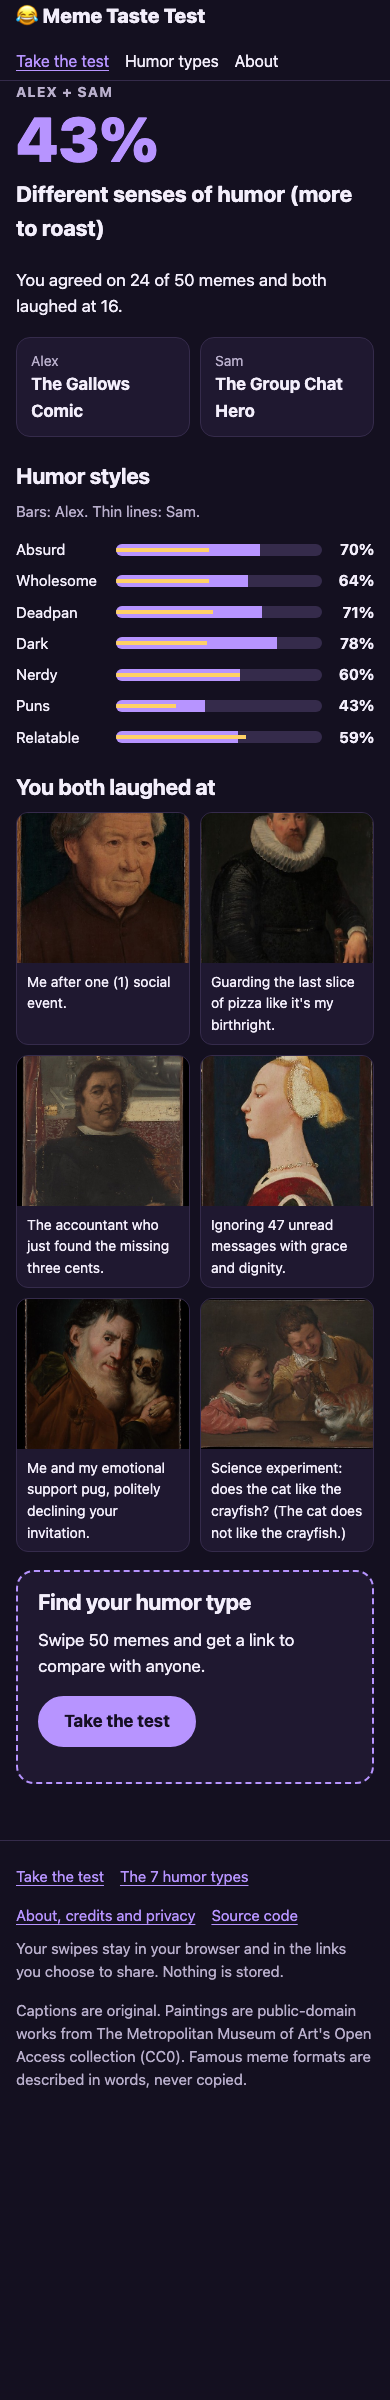 😂 Meme Taste Test
Take the test Humor types About
ALEX + SAM
43%
Different senses of humor (more
to roast)
You agreed on 24 of 50 memes and both
laughed at 16.
Alex
The Gallows
Comic
Sam
The Group Chat
Hero
Humor styles
Bars: Alex. Thin lines: Sam.
Absurd 70%
Wholesome 64%
Deadpan 71%
Dark 78%
Nerdy 60%
Puns 43%
Relatable 59%
You both laughed at
Me after one (1) social
event.
Guarding the last slice
of pizza like it's my
birthright.
The accountant who
just found the missing
three cents.
Ignoring 47 unread
messages with grace
and dignity.
Me and my emotional
support pug, politely
declining your
invitation.
Science experiment:
does the cat like the
crayfish? (The cat does
not like the crayfish.)
Find your humor type
Swipe 50 memes and get a link to
compare with anyone.
Take the test
Take the test The 7 humor types
About, credits and privacy Source code
Your swipes stay in your browser and in the links
you choose to share. Nothing is stored.
Captions are original. Paintings are public-domain
works from The Metropolitan Museum of Art's Open
Access collection (CC0). Famous meme formats are
described in words, never copied.